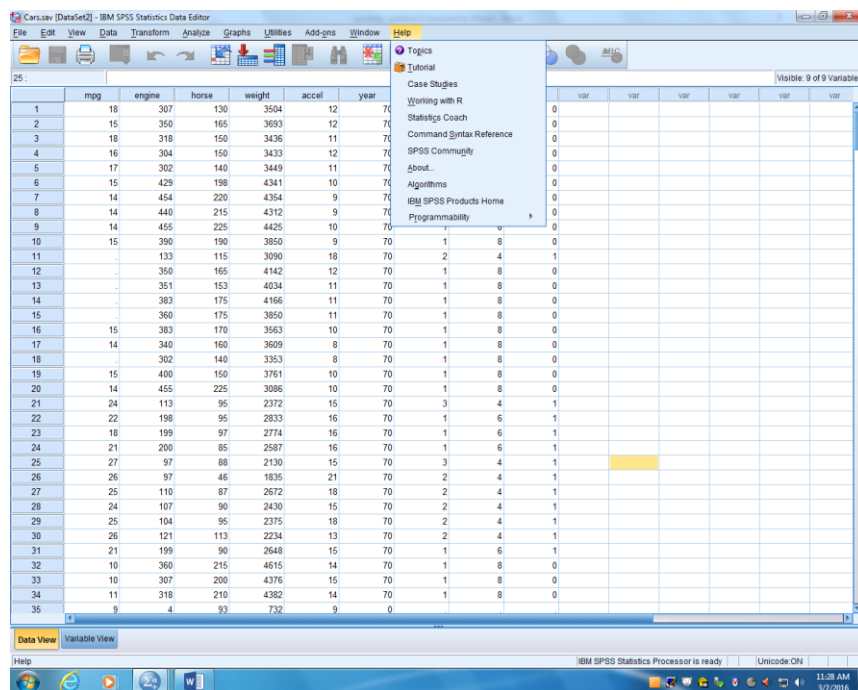 Cars.sav [DataSet2] - IBM SPSS Statistics Data Editor
File Edit View Data Transform Analyze Graphs Utilities Add-ons Window Help
25 :
Visible: 9 of 9 Variable
Topics
Tutorial
Case Studies
Working with R
Statistics Coach
Command Syntax Reference
SPSS Community
About...
Algorithms
IBM SPSS Products Home
Programmability
mpg engine horse weight accel year var var var var var var
1 18 307 130 3504 12 70 0
2 15 350 165 3693 12 70 0
3 18 318 150 3436 11 70 0
4 16 304 150 3433 12 70 0
5 17 302 140 3449 11 70 0
6 15 429 198 4341 10 70 0
7 14 454 220 4354 9 70 0
8 14 440 215 4312 9 70 0
9 14 455 225 4425 10 70 1 8 0
10 15 390 190 3850 9 70 1 8 0
11 . 133 115 3090 18 70 2 4 1
12 . 350 165 4142 12 70 1 8 0
13 . 351 153 4034 11 70 1 8 0
14 . 383 175 4166 11 70 1 8 0
15 . 360 175 3850 11 70 1 8 0
16 15 383 170 3563 10 70 1 8 0
17 14 340 160 3609 8 70 1 8 0
18 . 302 140 3353 8 70 1 8 0
19 15 400 150 3761 10 70 1 8 0
20 14 455 225 3086 10 70 1 8 0
21 24 113 95 2372 15 70 3 4 1
22 22 198 95 2833 16 70 1 6 1
23 18 199 97 2774 16 70 1 6 1
24 21 200 85 2587 16 70 1 6 1
25 27 97 88 2130 15 70 3 4 1
26 26 97 46 1835 21 70 2 4 1
27 25 110 87 2672 18 70 2 4 1
28 24 107 90 2430 15 70 2 4 1
29 25 104 95 2375 18 70 2 4 1
30 26 121 113 2234 13 70 2 4 1
31 21 199 90 2648 15 70 1 6 1
32 10 360 215 4615 14 70 1 8 0
33 10 307 200 4376 15 70 1 8 0
34 11 318 210 4382 14 70 1 8 0
35 9 4 93 732 9 0 . . .
Data View Variable View
Help IBM SPSS Statistics Processor is ready Unicode:ON
11:28 AM
3/7/2016